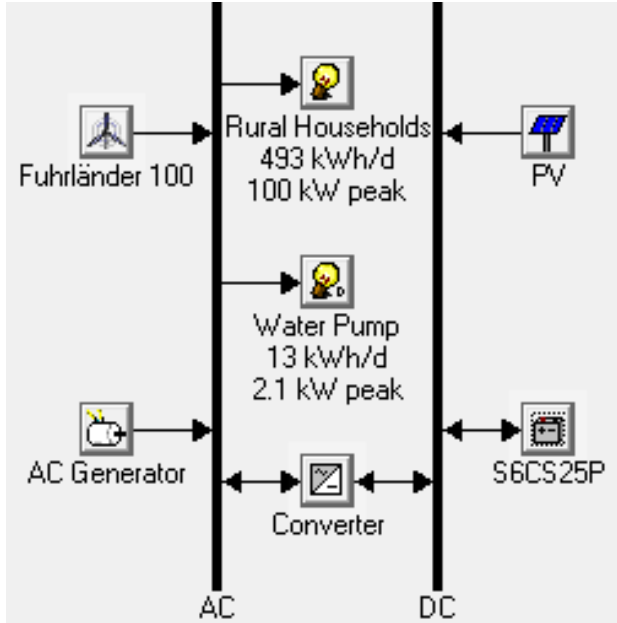 Fuhrländer 100
Rural Households
493 kWh/d
100 kW peak
PV
Water Pump
13 kWh/d
2.1 kW peak
AC Generator
Converter
S6CS25P
AC
DC